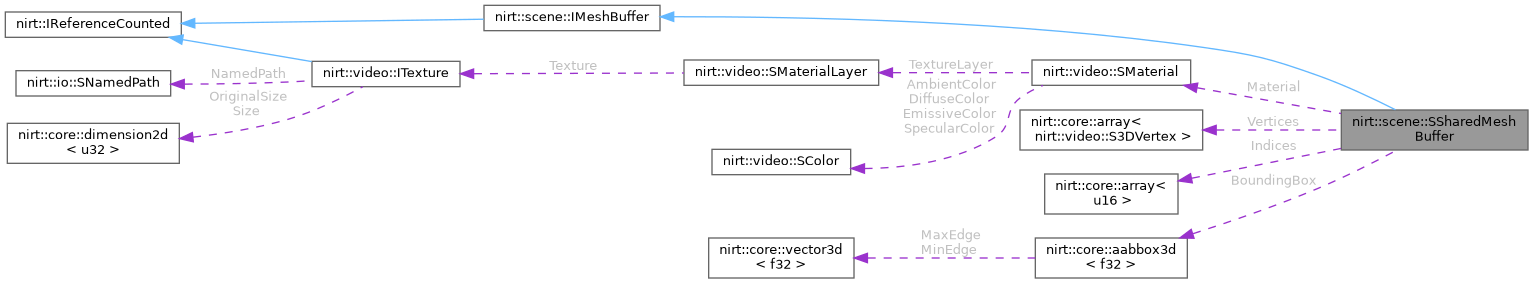 nirt::IReferenceCounted
nirt::scene::IMeshBuffer
nirt::io::SNamedPath
NamedPath
nirt::video::ITexture
Texture
nirt::video::SMaterialLayer
TextureLayer
nirt::video::SMaterial
Material
OriginalSize
Size
nirt::core::dimension2d
< u32 >
AmbientColor
DiffuseColor
EmissiveColor
SpecularColor
nirt::video::SColor
nirt::core::array<
nirt::video::S3DVertex >
Vertices
nirt::scene::SSharedMesh
Buffer
Indices
nirt::core::array<
u16 >
BoundingBox
nirt::core::vector3d
< f32 >
MaxEdge
MinEdge
nirt::core::aabbox3d
< f32 >